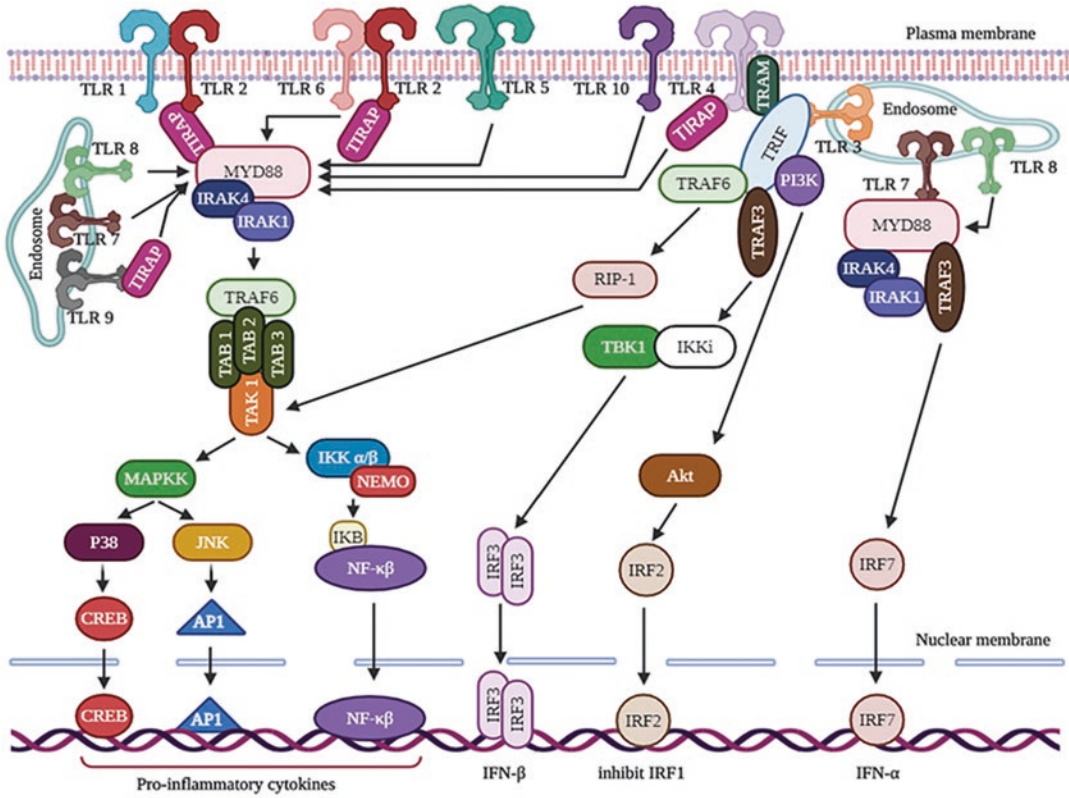 Plasma membrane
TLR 1
TLR 2
TLR 6
TLR 2
TLR 5
TLR 10
TLR 4
TRAM
TIRAP
TIRAP
TIRAP
TRIF
TLR 3
Endosome
TLR 8
MYD88
TRAF6
PI3K
TLR 7
TLR 8
IRAK4
IRAK1
TRAF3
MYD88
TLR 7
Endosome
TIRAP
TLR 9
IRAK4
IRAK1
TRAF3
RIP-1
TRAF6
TAB 1
TAB 2
TAB 3
TBK1
IKKi
TAK 1
IKK α/β
NEMO
MAPKK
Akt
P38
JNK
IKB
NF-κβ
IRF3
IRF3
IRF2
IRF7
CREB
AP1
Nuclear membrane
CREB
AP1
NF-κβ
IRF3
IRF3
IRF2
IRF7
Pro-inflammatory cytokines
IFN-β
inhibit IRF1
IFN-α